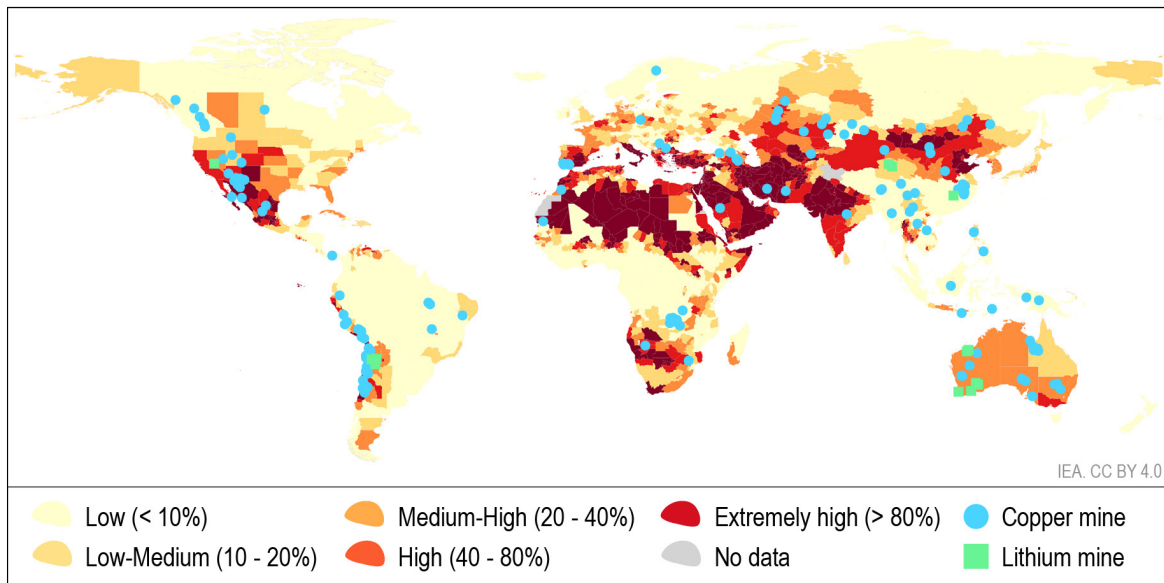 IEA. CC BY 4.0
Low (< 10%)
Medium-High (20 - 40%)
Extremely high (> 80%)
Copper mine
Low-Medium (10 - 20%)
High (40 - 80%)
No data
Lithium mine